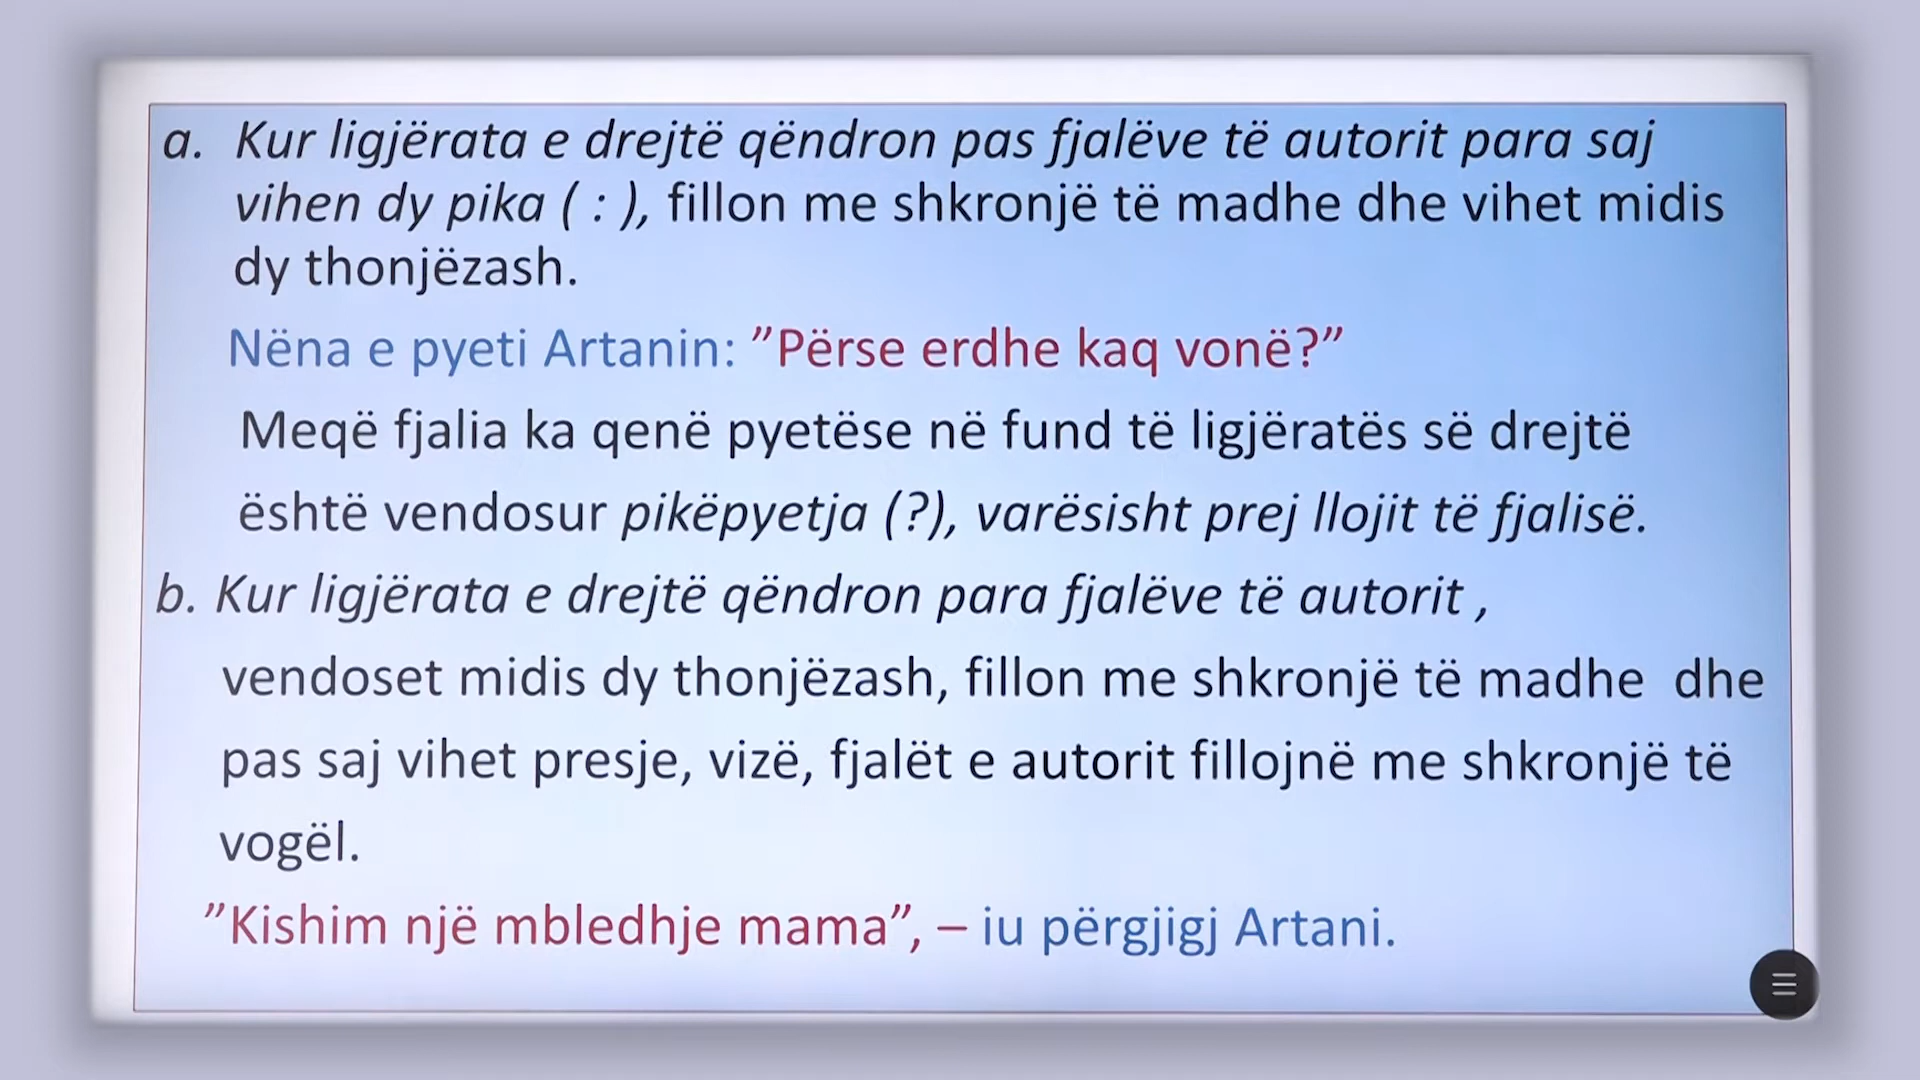 a. Kur ligjërata e drejtë qëndron pas fjalëve të autorit para saj
vihen dy pika ( : ), fillon me shkronjë të madhe dhe vihet midis
dy thonjëzash.
Nëna e pyeti Artanin: ”Përse erdhe kaq vonë?”
Meqë fjalia ka qenë pyetëse në fund të ligjëratës së drejtë
është vendosur pikëpyetja (?), varësisht prej llojit të fjalisë.
b. Kur ligjërata e drejtë qëndron para fjalëve të autorit ,
vendoset midis dy thonjëzash, fillon me shkronjë të madhe  dhe
pas saj vihet presje, vizë, fjalët e autorit fillojnë me shkronjë të
vogël.
”Kishim një mbledhje mama”, – iu përgjigj Artani.